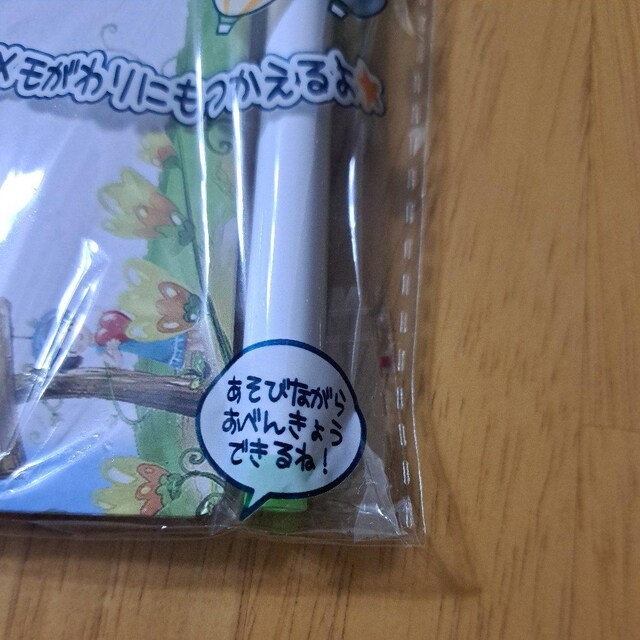 メモがわりにもつかえるよ
あそびながら
おべんきょう
できるね!